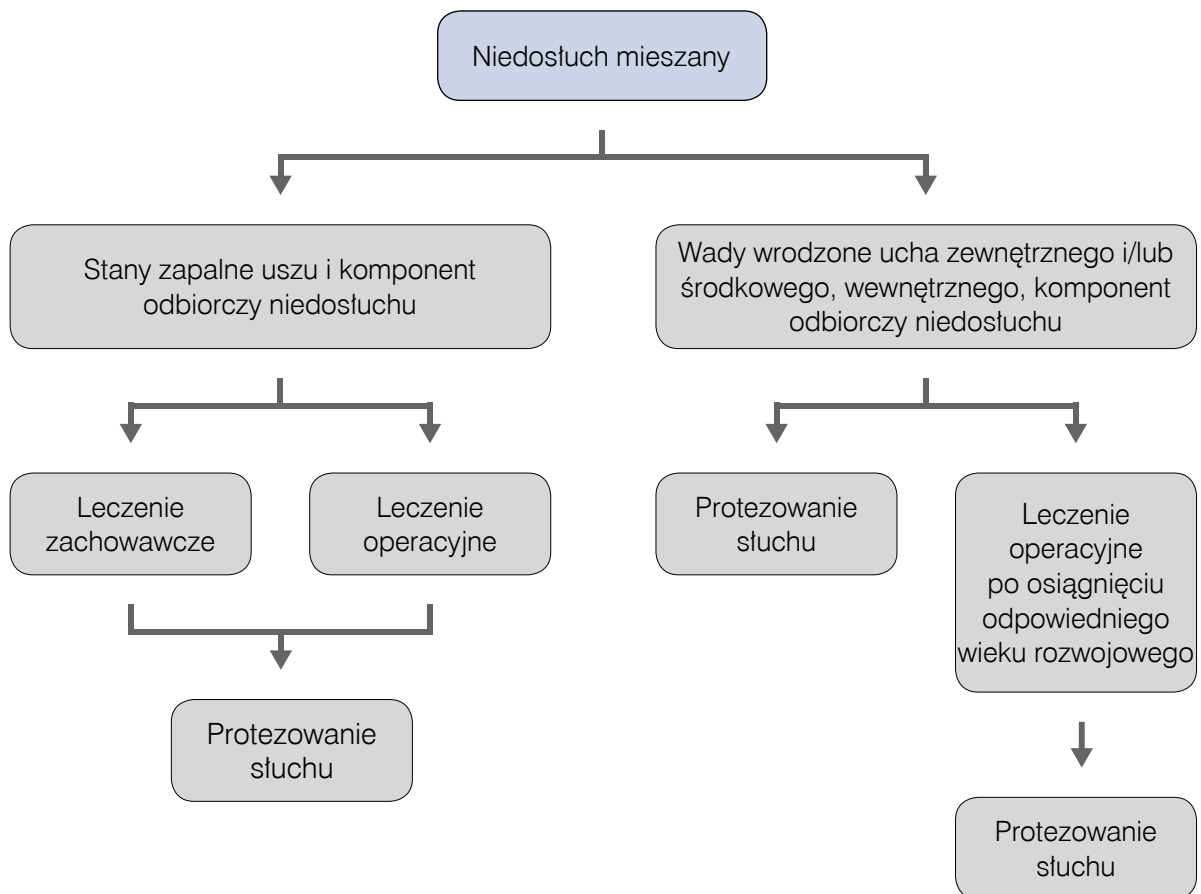 Niedosłuch mieszany
Stany zapalne uszu i komponent
odbiorczy niedosłuchu
Wady wrodzone ucha zewnętrznego i/lub
środkowego, wewnętrznego, komponent
odbiorczy niedosłuchu
Leczenie
zachowawcze
Leczenie
operacyjne
Protezowanie
słuchu
Leczenie
operacyjne
po osiągnięciu
odpowiedniego
wieku rozwojowego
Protezowanie
słuchu
Protezowanie
słuchu